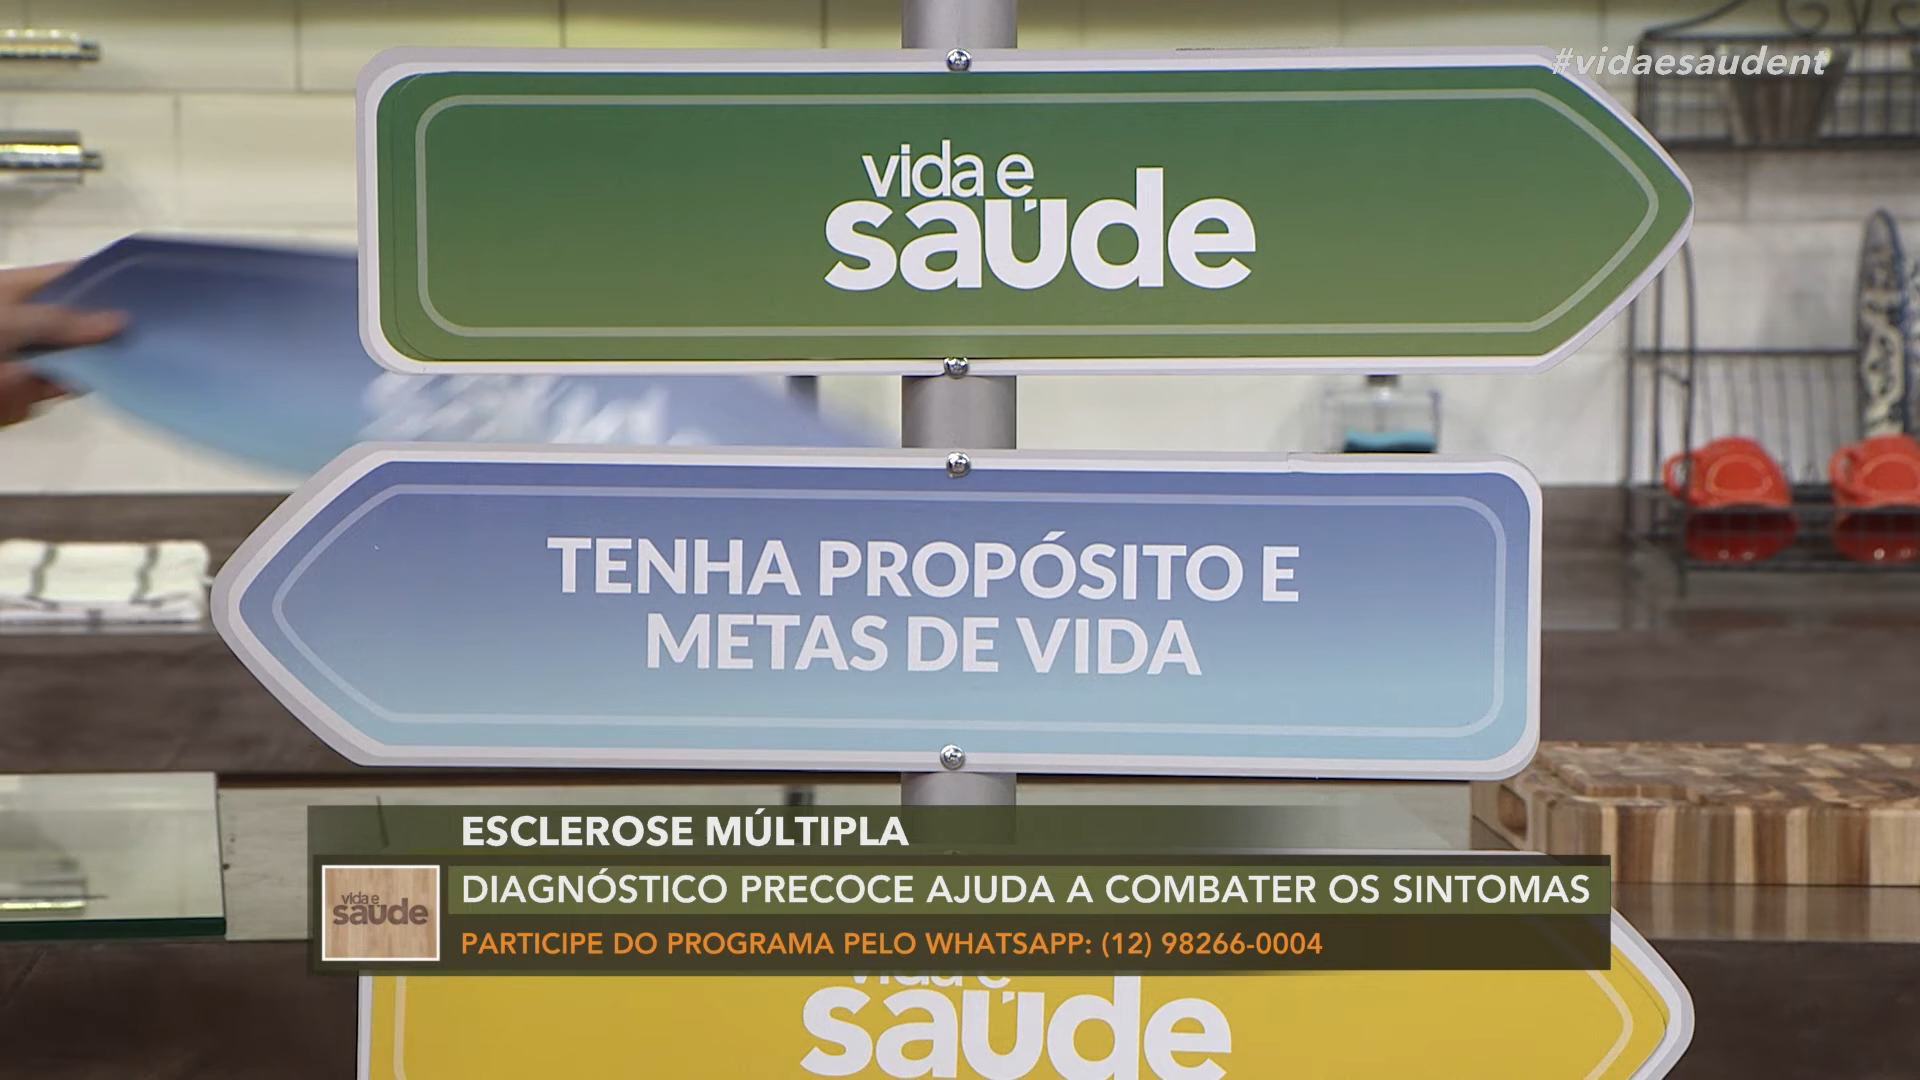 #vidaesaudent
vida e
saúde
TENHA PROPÓSITO E
METAS DE VIDA
ESCLEROSE MÚLTIPLA
vida e
saúde
DIAGNÓSTICO PRECOCE AJUDA A COMBATER OS SINTOMAS
PARTICIPE DO PROGRAMA PELO WHATSAPP: (12) 98266-0004
vida e
saúde